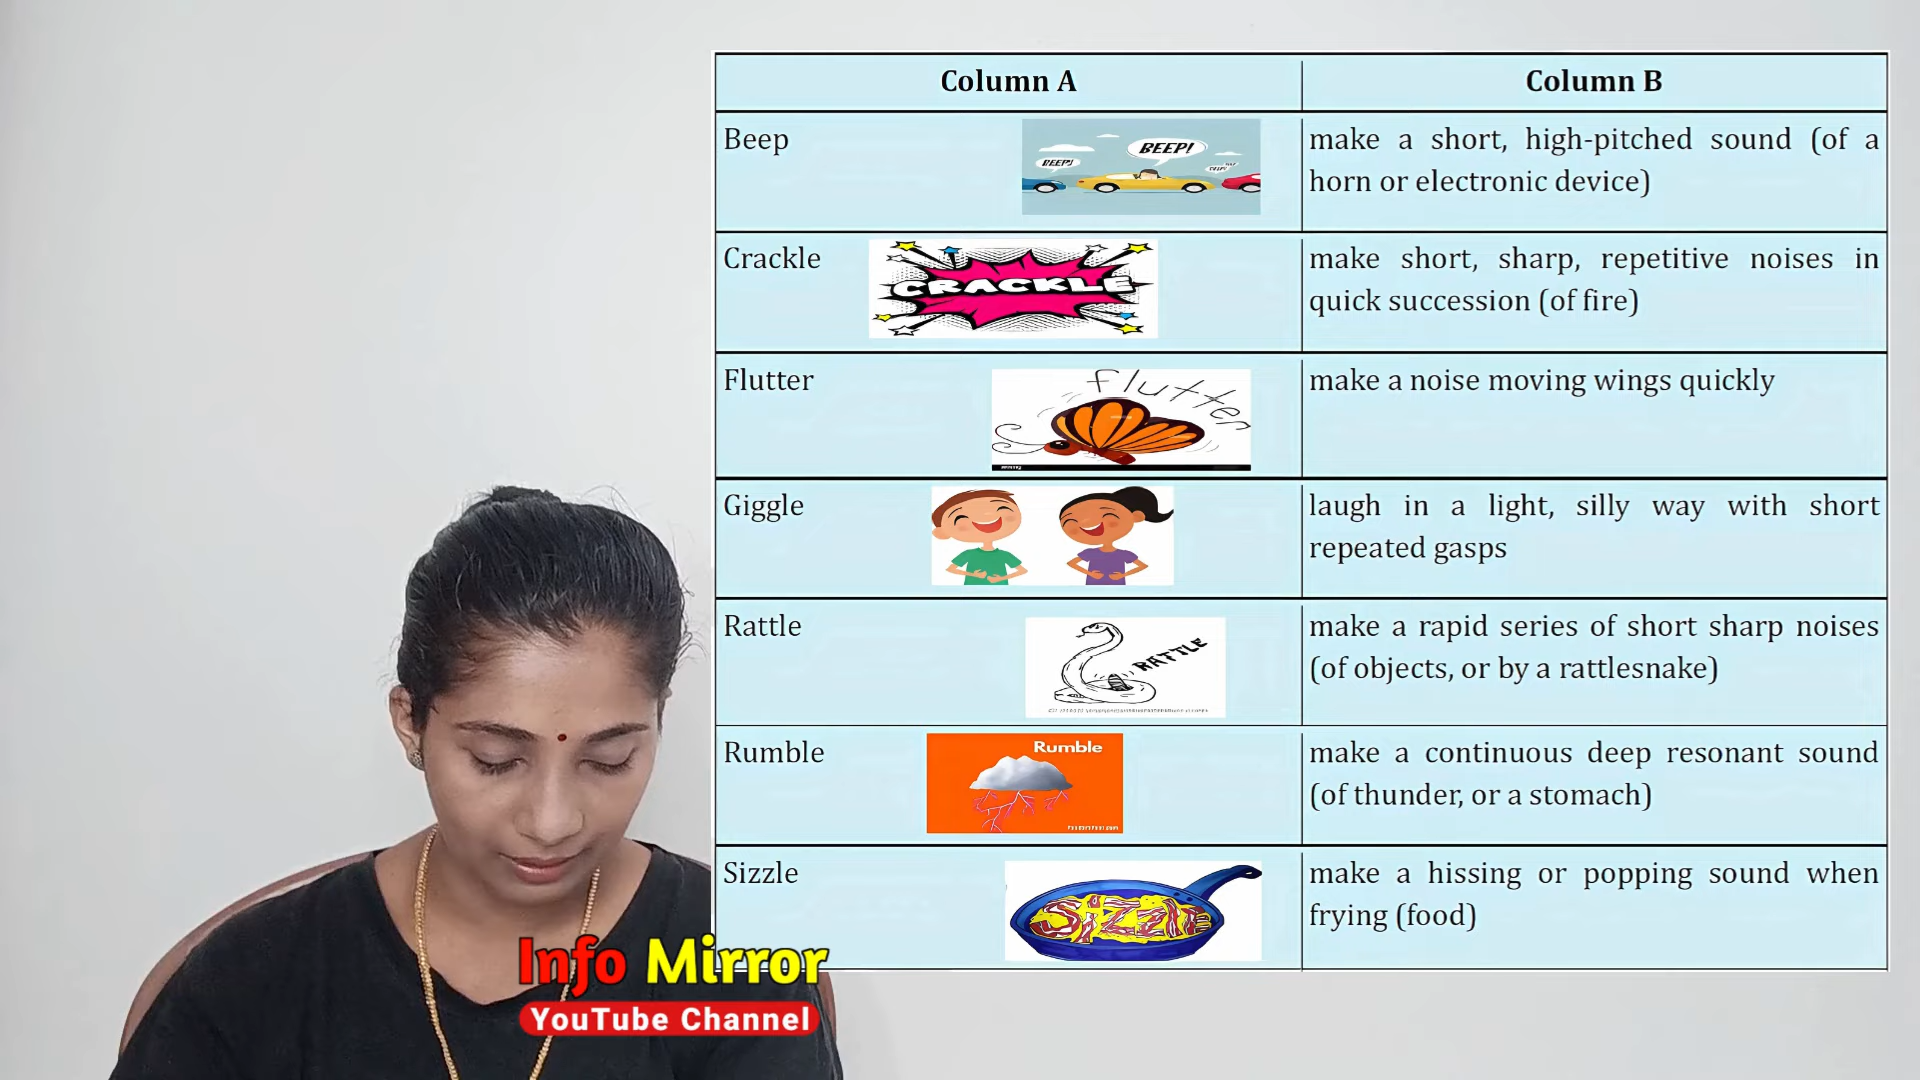 Column A
Column B
Beep
BEEP!
BEEP!
make a short, high-pitched sound (of a
horn or electronic device)
Crackle
CRACKLE
make short, sharp, repetitive noises in
quick succession (of fire)
Flutter
flutter
make a noise moving wings quickly
Giggle
laugh in a light, silly way with short
repeated gasps
Rattle
RATTLE
make a rapid series of short sharp noises
(of objects, or by a rattlesnake)
Rumble
Rumble
make a continuous deep resonant sound
(of thunder, or a stomach)
Sizzle
SizzlE
make a hissing or popping sound when
frying (food)
Info Mirror
YouTube Channel